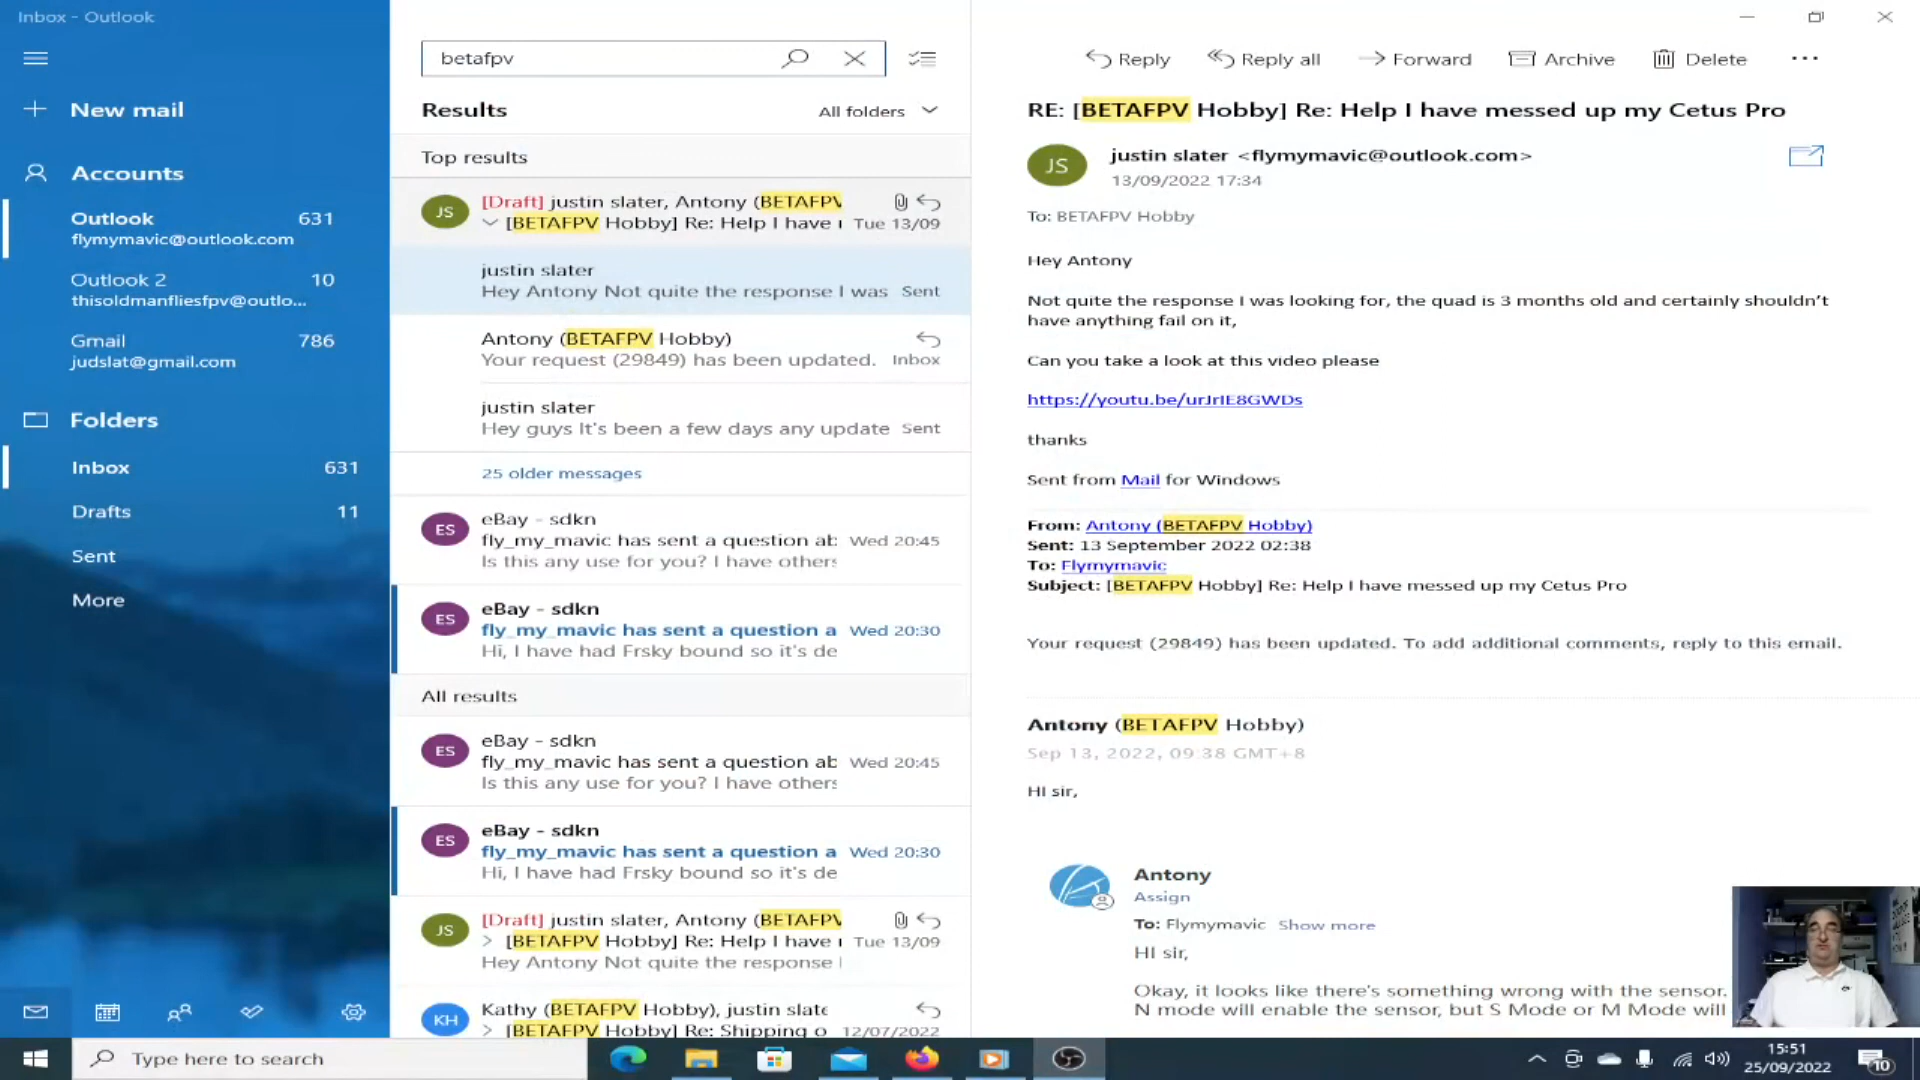 Inbox - Outlook
New mail
Accounts
Outlook 631
flymymavic@outlook.com
Outlook 2 10
thisoldmanfliesfpv@outlo...
Gmail 786
judslat@gmail.com
Folders
Inbox 631
Drafts 11
Sent
More
betafpv
Results All folders
Top results
JS [Draft] justin slater, Antony (BETAFPV
[BETAFPV Hobby] Re: Help I have Tue 13/09
justin slater
Hey Antony Not quite the response I was Sent
Antony (BETAFPV Hobby)
Your request (29849) has been updated. Inbox
justin slater
Hey guys It's been a few days any update Sent
25 older messages
ES eBay - sdkn
fly_my_mavic has sent a question ab Wed 20:45
Is this any use for you? I have others
ES eBay - sdkn
fly_my_mavic has sent a question a Wed 20:30
Hi, I have had Frsky bound so it's de
All results
ES eBay - sdkn
fly_my_mavic has sent a question ab Wed 20:45
Is this any use for you? I have others
ES eBay - sdkn
fly_my_mavic has sent a question a Wed 20:30
Hi, I have had Frsky bound so it's de
JS [Draft] justin slater, Antony (BETAFPV
[BETAFPV Hobby] Re: Help I have Tue 13/09
Hey Antony Not quite the response
KH Kathy (BETAFPV Hobby), justin slate
[BETAFPV Hobby] Re: Shipping o 12/07/2022
Reply Reply all Forward Archive Delete ...
RE: [BETAFPV Hobby] Re: Help I have messed up my Cetus Pro
JS justin slater <flymymavic@outlook.com>
13/09/2022 17:34
To: BETAFPV Hobby
Hey Antony
Not quite the response I was looking for, the quad is 3 months old and certainly shouldn't
have anything fail on it,
Can you take a look at this video please
https://youtu.be/urJrIE8GWDs
thanks
Sent from Mail for Windows
From: Antony (BETAFPV Hobby)
Sent: 13 September 2022 02:38
To: Flymymavic
Subject: [BETAFPV Hobby] Re: Help I have messed up my Cetus Pro
Your request (29849) has been updated. To add additional comments, reply to this email.
Antony (BETAFPV Hobby)
Sep 13, 2022, 09:38 GMT+8
HI sir,
Antony
Assign
To: Flymymavic Show more
HI sir,
Okay, it looks like there's something wrong with the sensor.
N mode will enable the sensor, but S Mode or M Mode will
Type here to search
15:51
25/09/2022
10